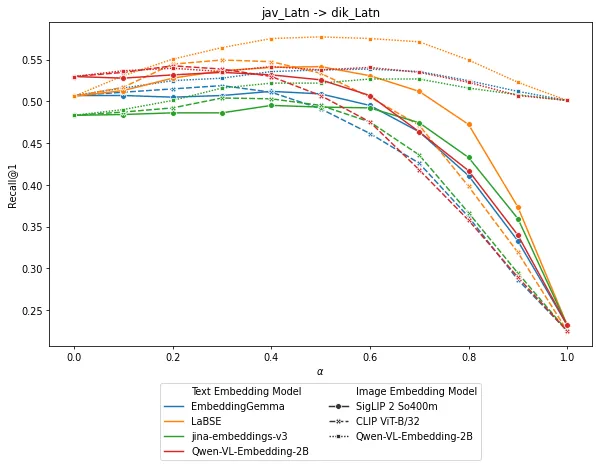 jav_Latn -> dik_Latn
Recall@1
0.55
0.50
0.45
0.40
0.35
0.30
0.25
0.0
0.2
0.4
0.6
0.8
1.0
α
Text Embedding Model
EmbeddingGemma
LaBSE
jina-embeddings-v3
Qwen-VL-Embedding-2B
Image Embedding Model
SigLIP 2 So400m
CLIP ViT-B/32
Qwen-VL-Embedding-2B